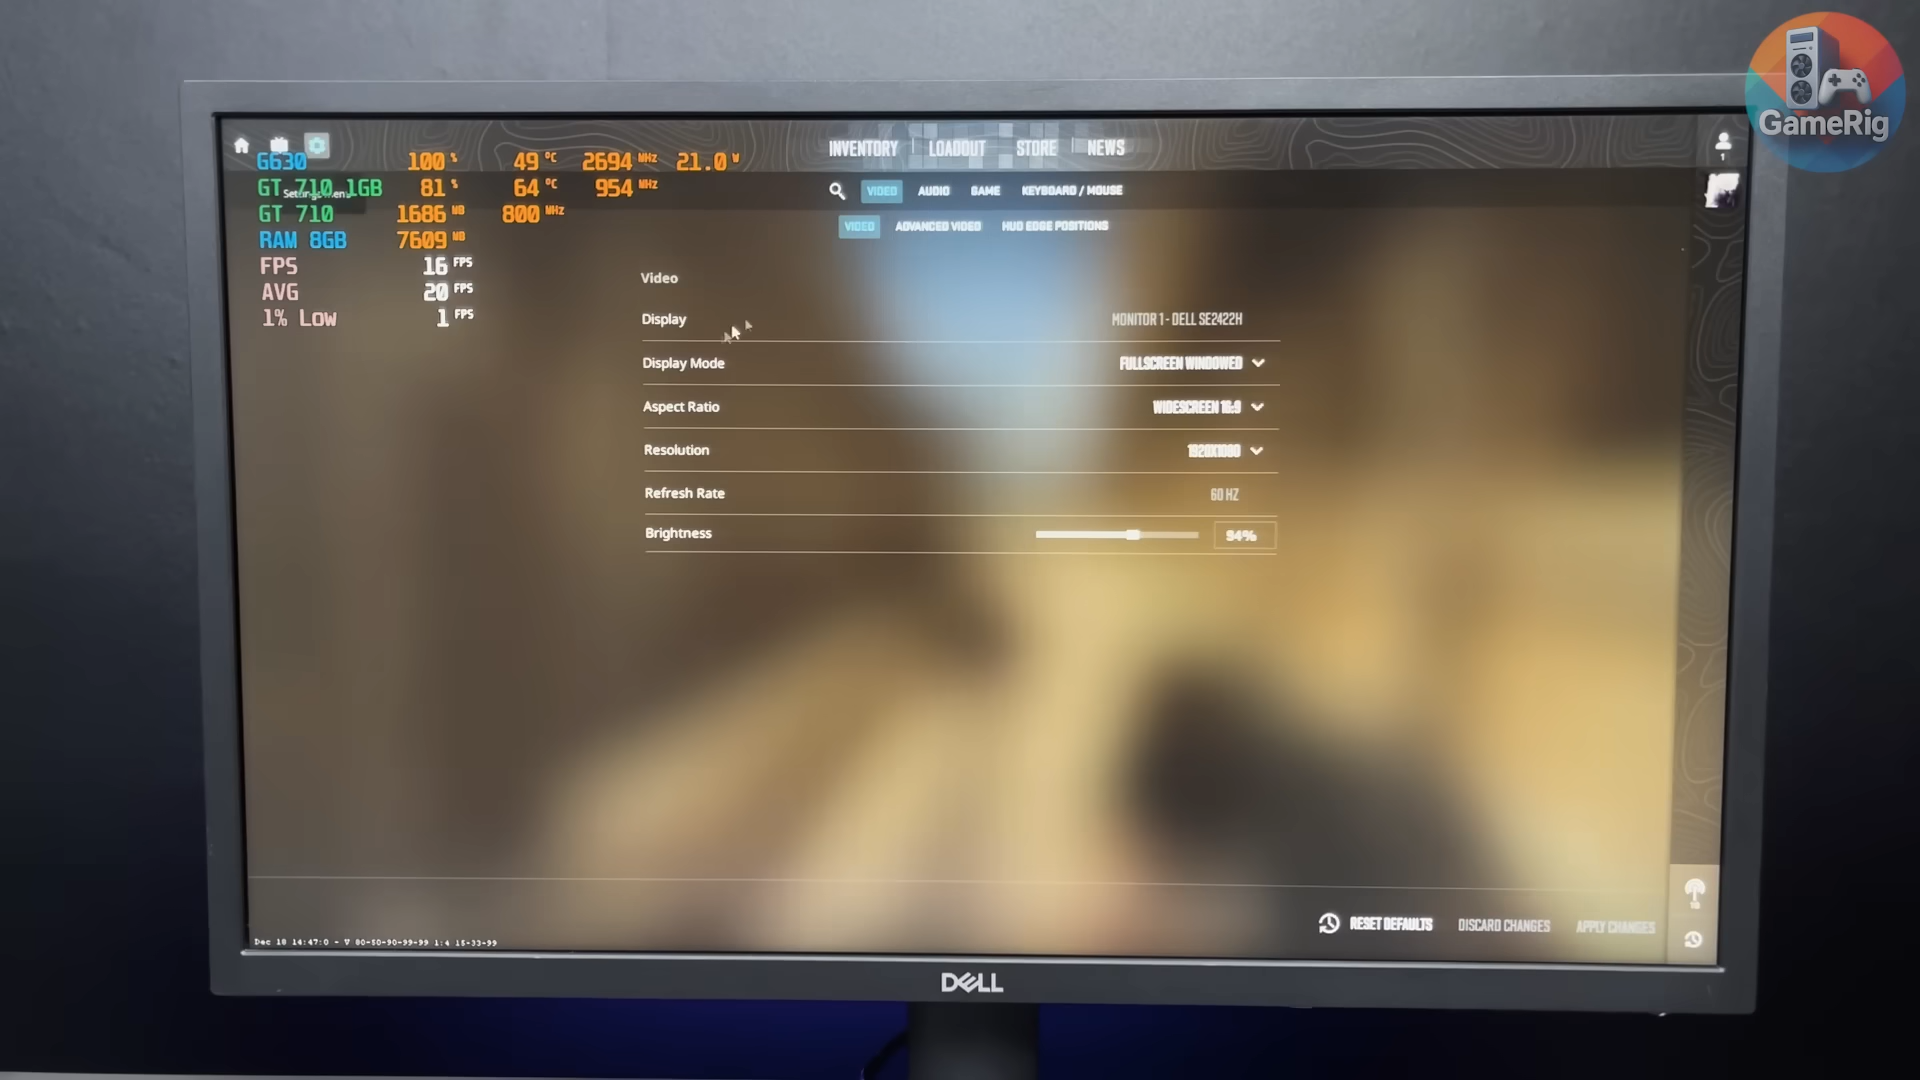 GameRig
INVENTORY LOADOUT STORE NEWS
G630 100 % 49 °C 2694 MHz 21.0 W
GT 710 1GB 81 % 64 °C 954 MHz
VIDEO AUDIO GAME KEYBOARD / MOUSE
GT 710 1686 MB 800 MHz
VIDEO ADVANCED VIDEO HUD EDGE POSITIONS
RAM 8GB 7609 MB
FPS 16 FPS
AVG 20 FPS
1% Low 1 FPS
Video
Display MONITOR 1 - DELL SE2422H
Display Mode FULLSCREEN WINDOWED
Aspect Ratio WIDESCREEN 16:9
Resolution 1920X1080
Refresh Rate 60 HZ
Brightness 94%
RESET DEFAULTS DISCARD CHANGES APPLY CHANGES
DELL